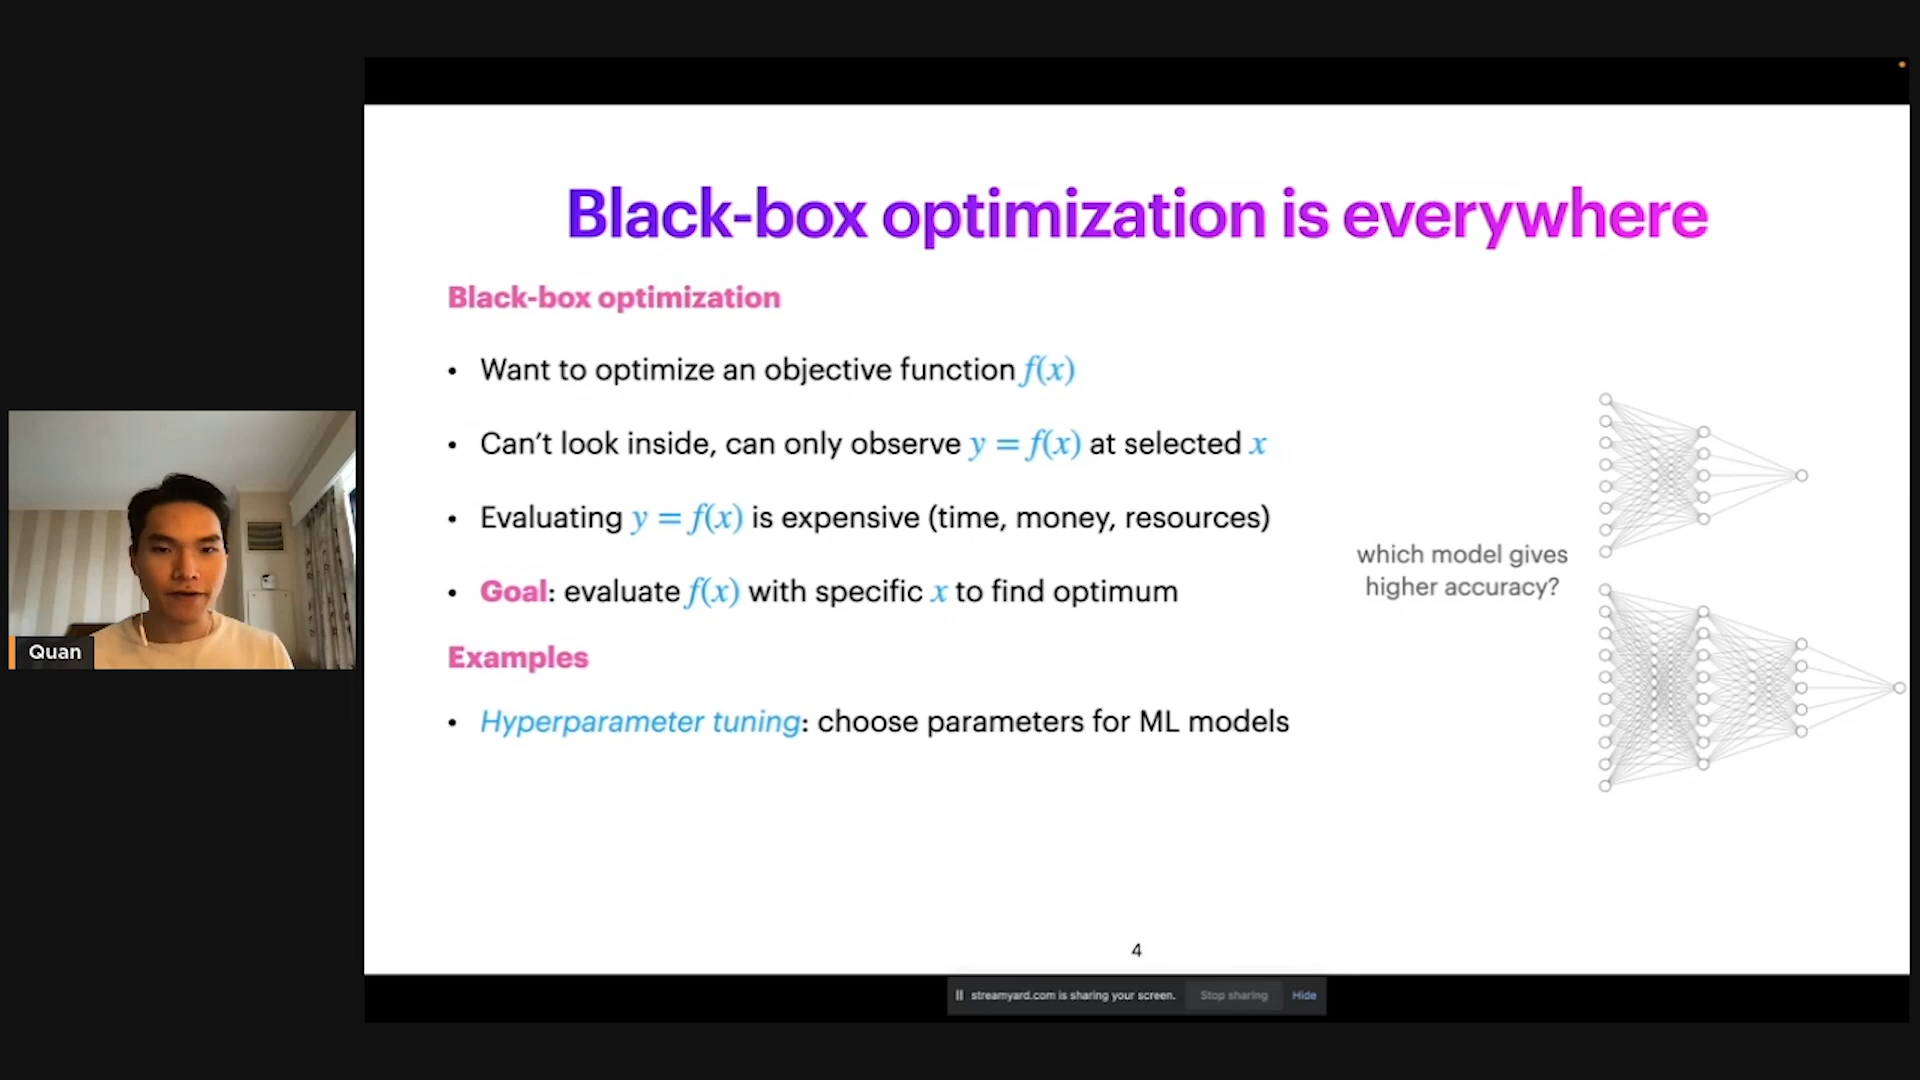 Black-box optimization is everywhere
Black-box optimization
• Want to optimize an objective function f(x)
• Can't look inside, can only observe y = f(x) at selected x
• Evaluating y = f(x) is expensive (time, money, resources)
• Goal: evaluate f(x) with specific x to find optimum
Examples
• Hyperparameter tuning: choose parameters for ML models
which model gives
higher accuracy?
4
Quan
streamyard.com is sharing your screen. Stop sharing Hide